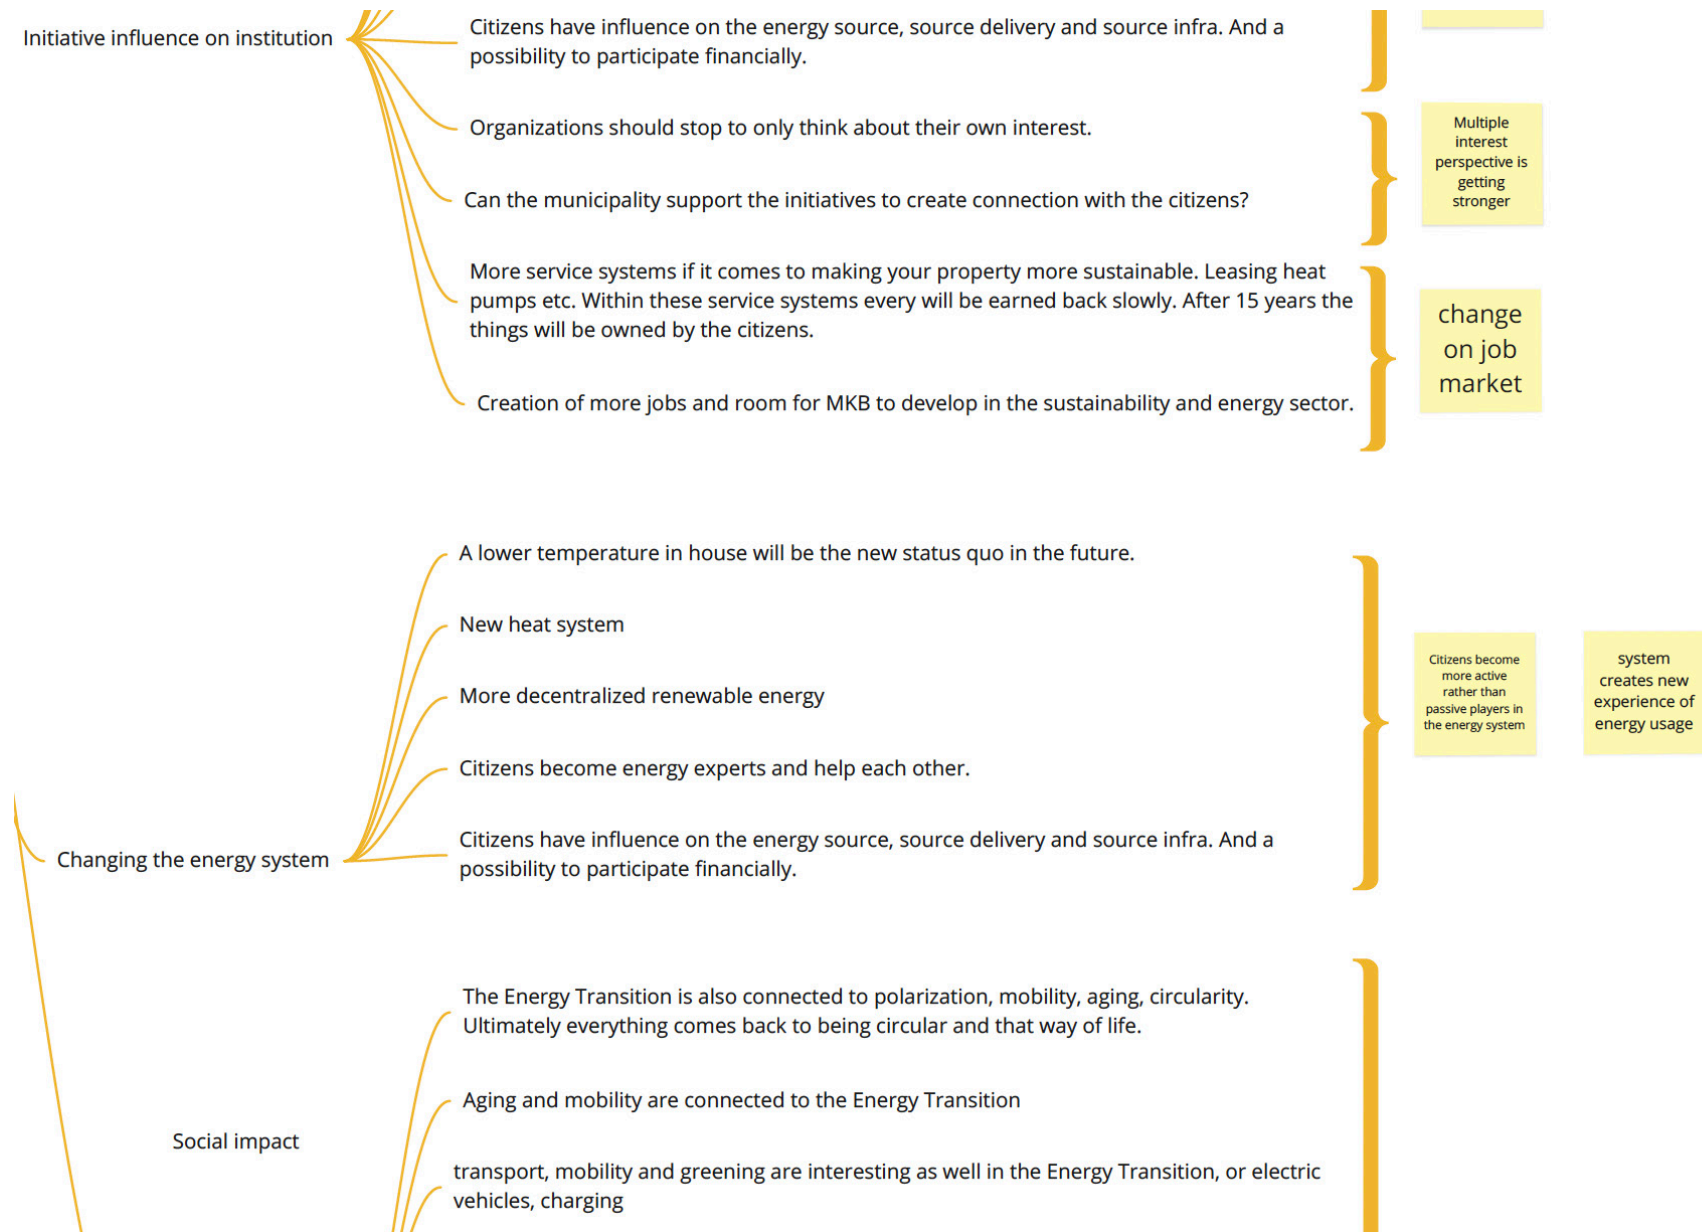 Initiative influence on institution
Citizens have influence on the energy source, source delivery and source infra. And a
possibility to participate financially.
Organizations should stop to only think about their own interest.
Can the municipality support the initiatives to create connection with the citizens?
Multiple
interest
perspective is
getting
stronger
More service systems if it comes to making your property more sustainable. Leasing heat
pumps etc. Within these service systems every will be earned back slowly. After 15 years the
things will be owned by the citizens.
Creation of more jobs and room for MKB to develop in the sustainability and energy sector.
change
on job
market
Changing the energy system
A lower temperature in house will be the new status quo in the future.
New heat system
More decentralized renewable energy
Citizens become energy experts and help each other.
Citizens have influence on the energy source, source delivery and source infra. And a
possibility to participate financially.
Citizens become
more active
rather than
passive players in
the energy system
system
creates new
experience of
energy usage
Social impact
The Energy Transition is also connected to polarization, mobility, aging, circularity.
Ultimately everything comes back to being circular and that way of life.
Aging and mobility are connected to the Energy Transition
transport, mobility and greening are interesting as well in the Energy Transition, or electric
vehicles, charging